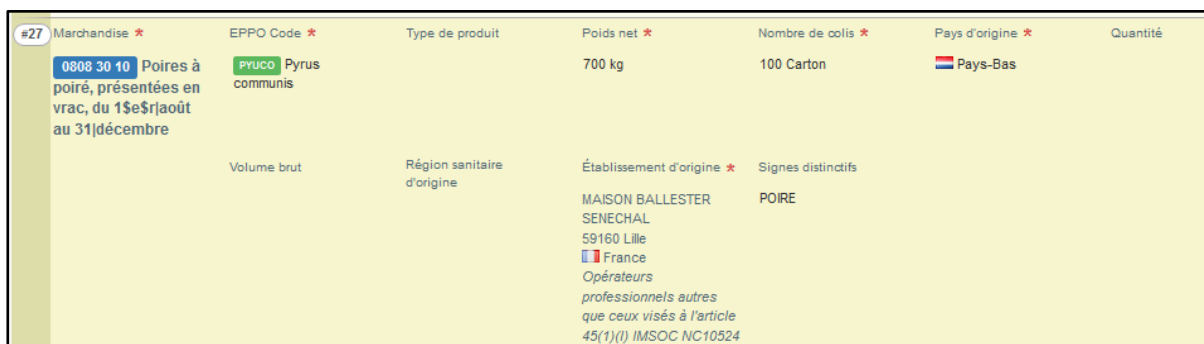 #27 Marchandise * EPPO Code * Type de produit Poids net * Nombre de colis * Pays d'origine * Quantité
0808 30 10 Poires à PYUCO Pyrus 700 kg 100 Carton Pays-Bas
poiré, présentées en communis
vrac, du 1$e$r|août
au 31|décembre
Volume brut Région sanitaire Établissement d'origine * Signes distinctifs
d'origine
MAISON BALLESTER POIRE
SENECHAL
59160 Lille
France
Opérateurs
professionnels autres
que ceux visés à l'article
45(1)(l) IMSOC NC10524